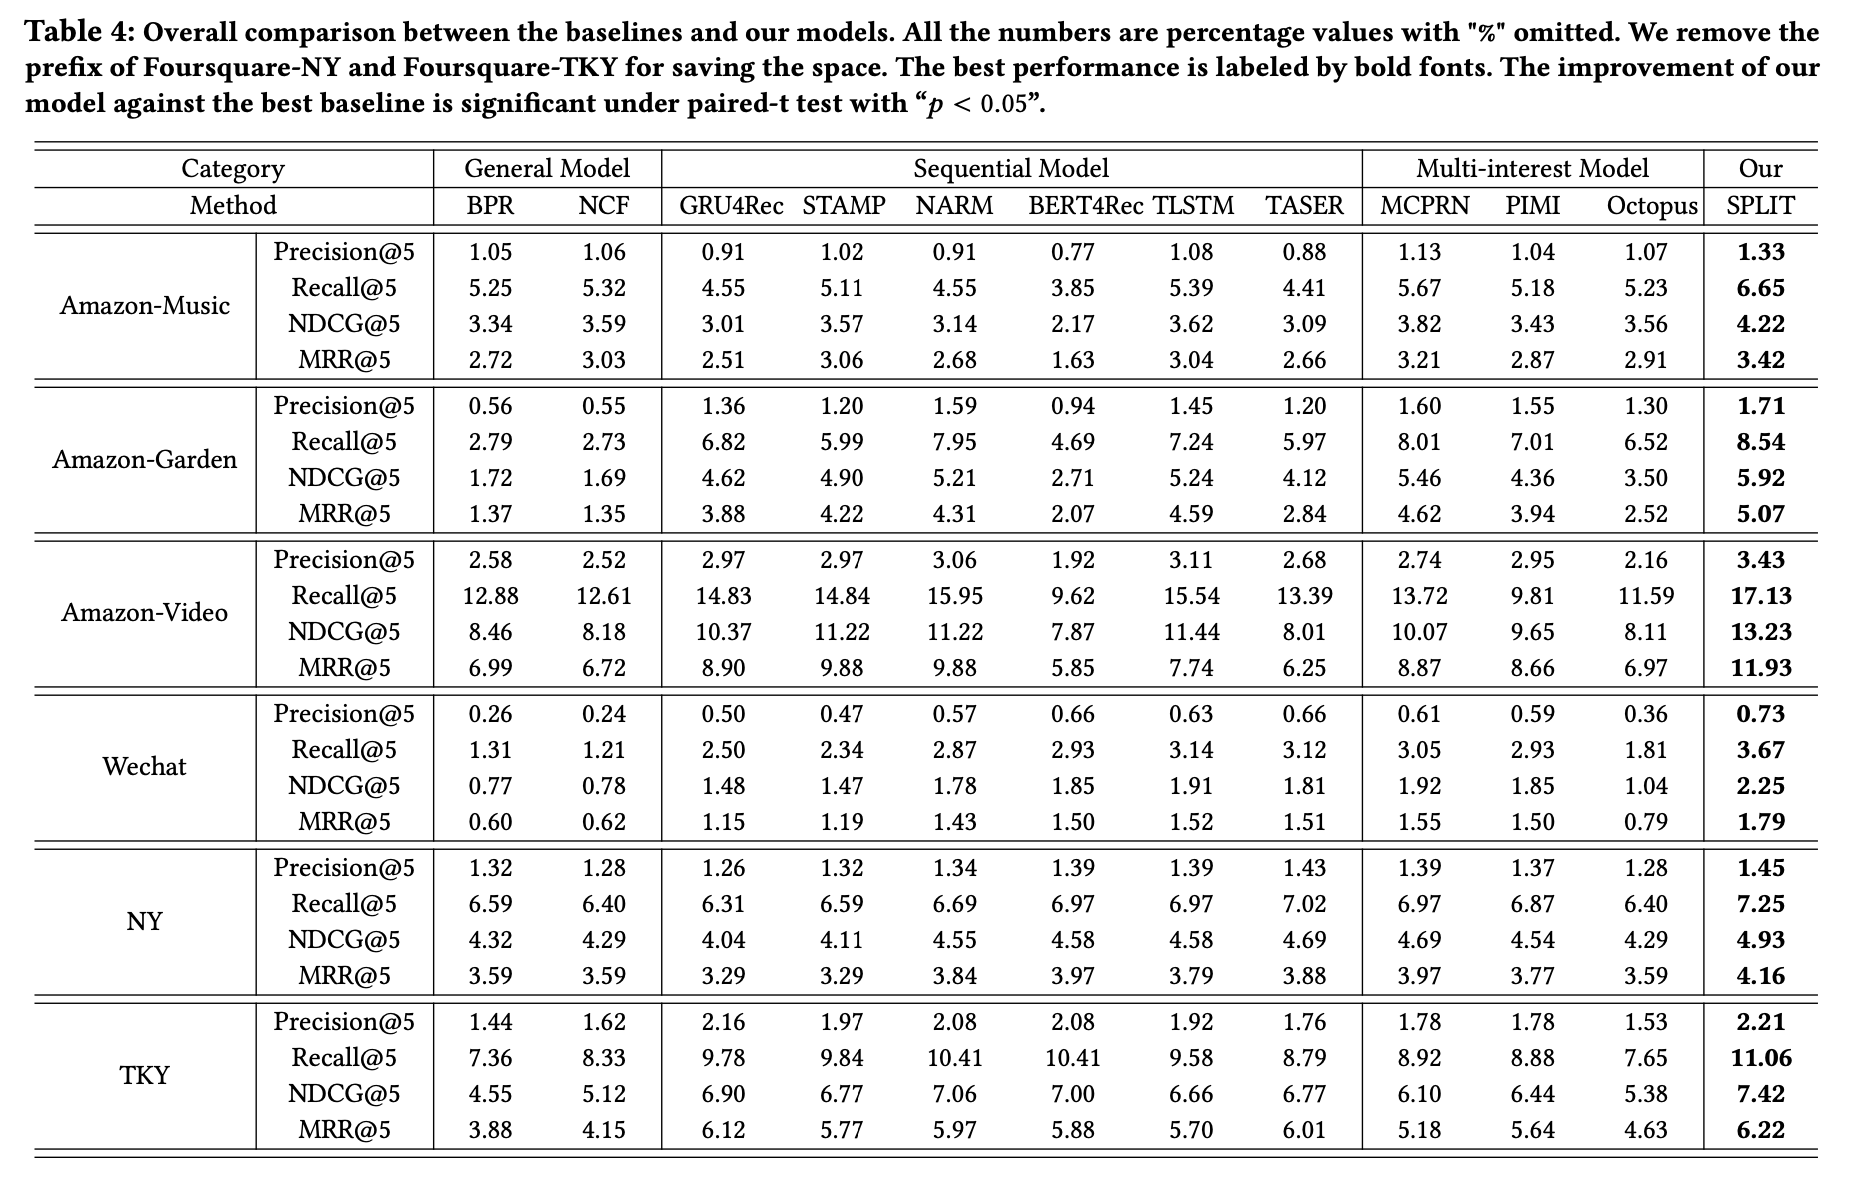 Table 4: Overall comparison between the baselines and our models. All the numbers are percentage values with "%" omitted. We remove the
prefix of Foursquare-NY and Foursquare-TKY for saving the space. The best performance is labeled by bold fonts. The improvement of our
model against the best baseline is significant under paired-t test with “p < 0.05”.
Category General Model Sequential Model Multi-interest Model Our
Method BPR NCF GRU4Rec STAMP NARM BERT4Rec TLSTM TASER MCPRN PIMI Octopus SPLIT
Precision@5 1.05 1.06 0.91 1.02 0.91 0.77 1.08 0.88 1.13 1.04 1.07 1.33
Recall@5 5.25 5.32 4.55 5.11 4.55 3.85 5.39 4.41 5.67 5.18 5.23 6.65
Amazon-Music
NDCG@5 3.34 3.59 3.01 3.57 3.14 2.17 3.62 3.09 3.82 3.43 3.56 4.22
MRR@5 2.72 3.03 2.51 3.06 2.68 1.63 3.04 2.66 3.21 2.87 2.91 3.42
Precision@5 0.56 0.55 1.36 1.20 1.59 0.94 1.45 1.20 1.60 1.55 1.30 1.71
Recall@5 2.79 2.73 6.82 5.99 7.95 4.69 7.24 5.97 8.01 7.01 6.52 8.54
Amazon-Garden
NDCG@5 1.72 1.69 4.62 4.90 5.21 2.71 5.24 4.12 5.46 4.36 3.50 5.92
MRR@5 1.37 1.35 3.88 4.22 4.31 2.07 4.59 2.84 4.62 3.94 2.52 5.07
Precision@5 2.58 2.52 2.97 2.97 3.06 1.92 3.11 2.68 2.74 2.95 2.16 3.43
Recall@5 12.88 12.61 14.83 14.84 15.95 9.62 15.54 13.39 13.72 9.81 11.59 17.13
Amazon-Video
NDCG@5 8.46 8.18 10.37 11.22 11.22 7.87 11.44 8.01 10.07 9.65 8.11 13.23
MRR@5 6.99 6.72 8.90 9.88 9.88 5.85 7.74 6.25 8.87 8.66 6.97 11.93
Precision@5 0.26 0.24 0.50 0.47 0.57 0.66 0.63 0.66 0.61 0.59 0.36 0.73
Recall@5 1.31 1.21 2.50 2.34 2.87 2.93 3.14 3.12 3.05 2.93 1.81 3.67
Wechat
NDCG@5 0.77 0.78 1.48 1.47 1.78 1.85 1.91 1.81 1.92 1.85 1.04 2.25
MRR@5 0.60 0.62 1.15 1.19 1.43 1.50 1.52 1.51 1.55 1.50 0.79 1.79
Precision@5 1.32 1.28 1.26 1.32 1.34 1.39 1.39 1.43 1.39 1.37 1.28 1.45
Recall@5 6.59 6.40 6.31 6.59 6.69 6.97 6.97 7.02 6.97 6.87 6.40 7.25
NY
NDCG@5 4.32 4.29 4.04 4.11 4.55 4.58 4.58 4.69 4.69 4.54 4.29 4.93
MRR@5 3.59 3.59 3.29 3.29 3.84 3.97 3.79 3.88 3.97 3.77 3.59 4.16
Precision@5 1.44 1.62 2.16 1.97 2.08 2.08 1.92 1.76 1.78 1.78 1.53 2.21
Recall@5 7.36 8.33 9.78 9.84 10.41 10.41 9.58 8.79 8.92 8.88 7.65 11.06
TKY
NDCG@5 4.55 5.12 6.90 6.77 7.06 7.00 6.66 6.77 6.10 6.44 5.38 7.42
MRR@5 3.88 4.15 6.12 5.77 5.97 5.88 5.70 6.01 5.18 5.64 4.63 6.22